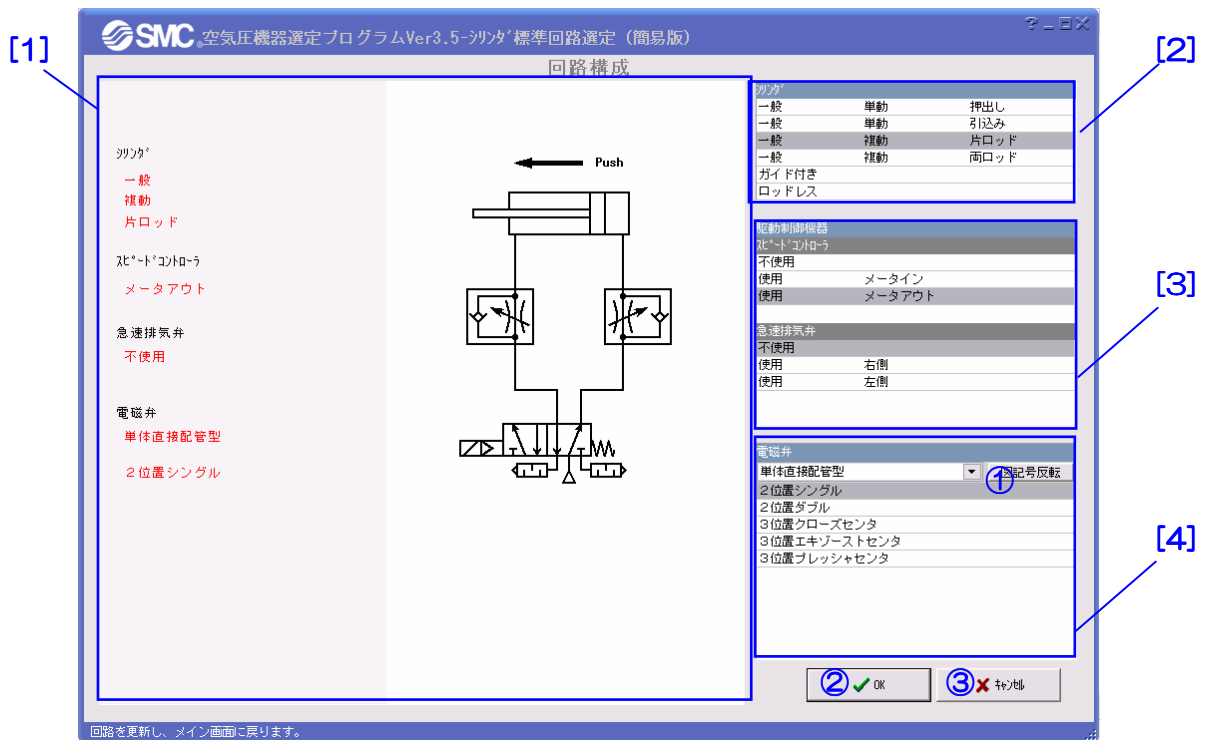 SMC 空気圧機器選定プログラムVer3.5-ｼﾘﾝﾀﾞ標準回路選定（簡易版）
[1]
[2]
回路構成
ｼﾘﾝﾀﾞ
一般
複動
片ロッド
ｽﾋﾟｰﾄﾞｺﾝﾄﾛｰﾗ
メータアウト
急速排気弁
不使用
電磁弁
単体直接配管型
２位置シングル
Push
ｼﾘﾝﾀﾞ
一般 単動 押出し
一般 単動 引込み
一般 複動 片ロッド
一般 複動 両ロッド
ガイド付き
ロッドレス
[3]
駆動制御機器
ｽﾋﾟｰﾄﾞｺﾝﾄﾛｰﾗ
不使用
使用 メータイン
使用 メータアウト
急速排気弁
不使用
使用 右側
使用 左側
[4]
電磁弁
単体直接配管型 ① 図記号反転
２位置シングル
２位置ダブル
３位置クローズセンタ
３位置エキゾーストセンタ
３位置プレッシャセンタ
② OK ③ ｷｬﾝｾﾙ
回路を更新し、メイン画面に戻ります。